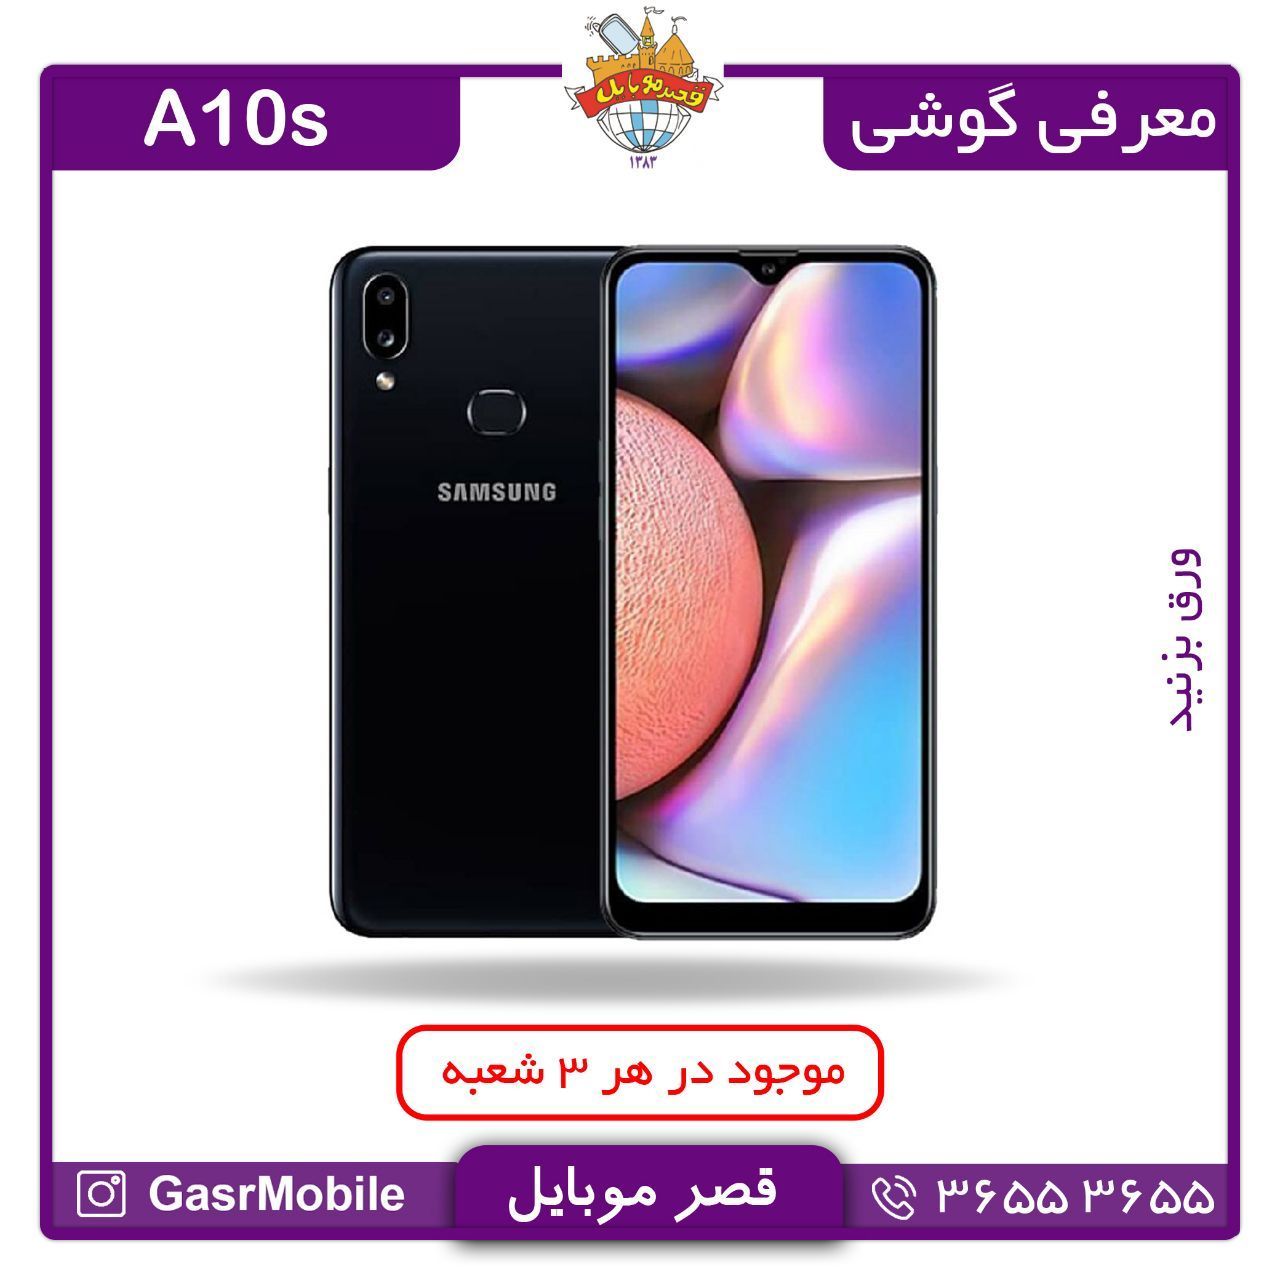 معرفی گوشی
A10s
قصر موبایل
۱۳۸۳
SAMSUNG
ورق بزنید
موجود در هر ۳ شعبه
GasrMobile
قصر موبایل
۳۶۵۵ ۳۶۵۵